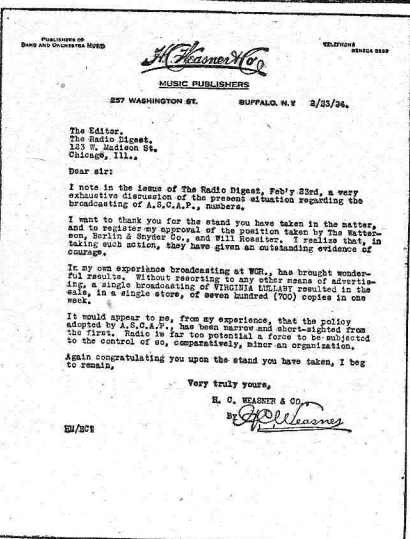 PUBLISHERS OF
BAND AND ORCHESTRA MUSIC
H.C. Weasner & Co.
TELEPHONE
SENECA
MUSIC PUBLISHERS
257 WASHINGTON ST. BUFFALO, N.Y. 2/25/24.
The Editor.
The Radio Digest.
123 W. Madison St.
Chicago, Ill.,
Dear sir:
I note in the issue of The Radio Digest, Feb'y 23rd, a very
exhaustive discussion of the present situation regarding the
broadcasting of A.S.C.A.P., numbers.
I want to thank you for the stand you have taken in the matter,
and to register my approval of the position taken by The Watter-
son, Berlin & Snyder Co., and Will Rossiter. I realize that, in
taking such action, they have given an outstanding evidence of
courage.
In my own experience broadcasting at WGR., has brought wonder-
ful results. Without resorting to any other means of advertis-
ing, a single broadcasting of VIRGINIA LULLABY resulted in the
sale, in a single store, of seven hundred (700) copies in one
week.
It would appear to me, from my experience, that the policy
adopted by A.S.C.A.P., has been narrow and short-sighted from
the first. Radio is far too potential a force to be subjected
to the control of so, comparatively, minor an organization.
Again congratulating you upon the stand you have taken, I beg
to remain,
Very truly yours,
H. C. WEASNER & CO.,
By H.C. Weasner